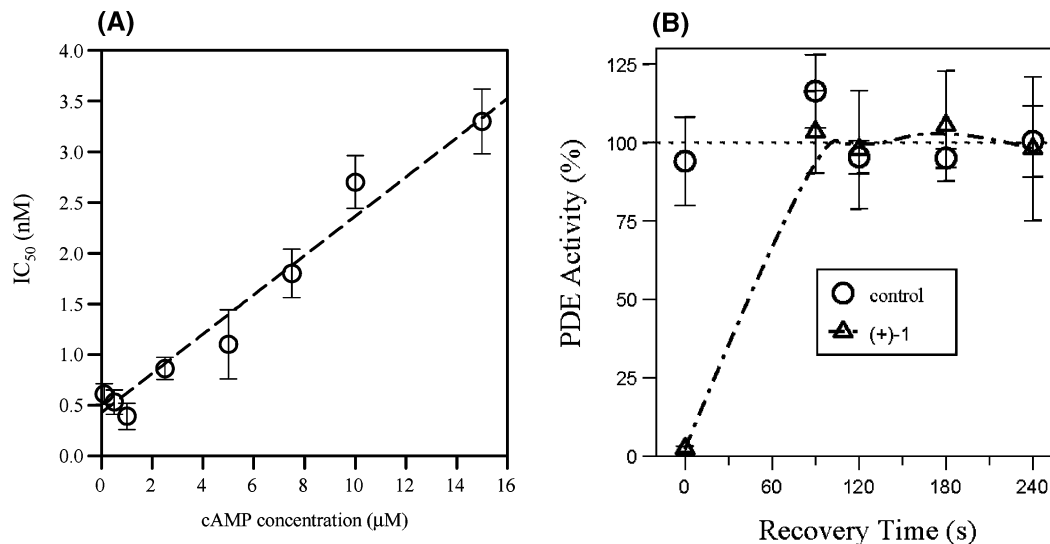 (A)
4.0
3.5
3.0
2.5
2.0
1.5
1.0
0.5
0.0
IC50 (nM)
0 2 4 6 8 10 12 14 16
cAMP concentration (μM)
(B)
125
100
75
50
25
0
PDE Activity (%)
control
(+)-1
0 60 120 180 240
Recovery Time (s)